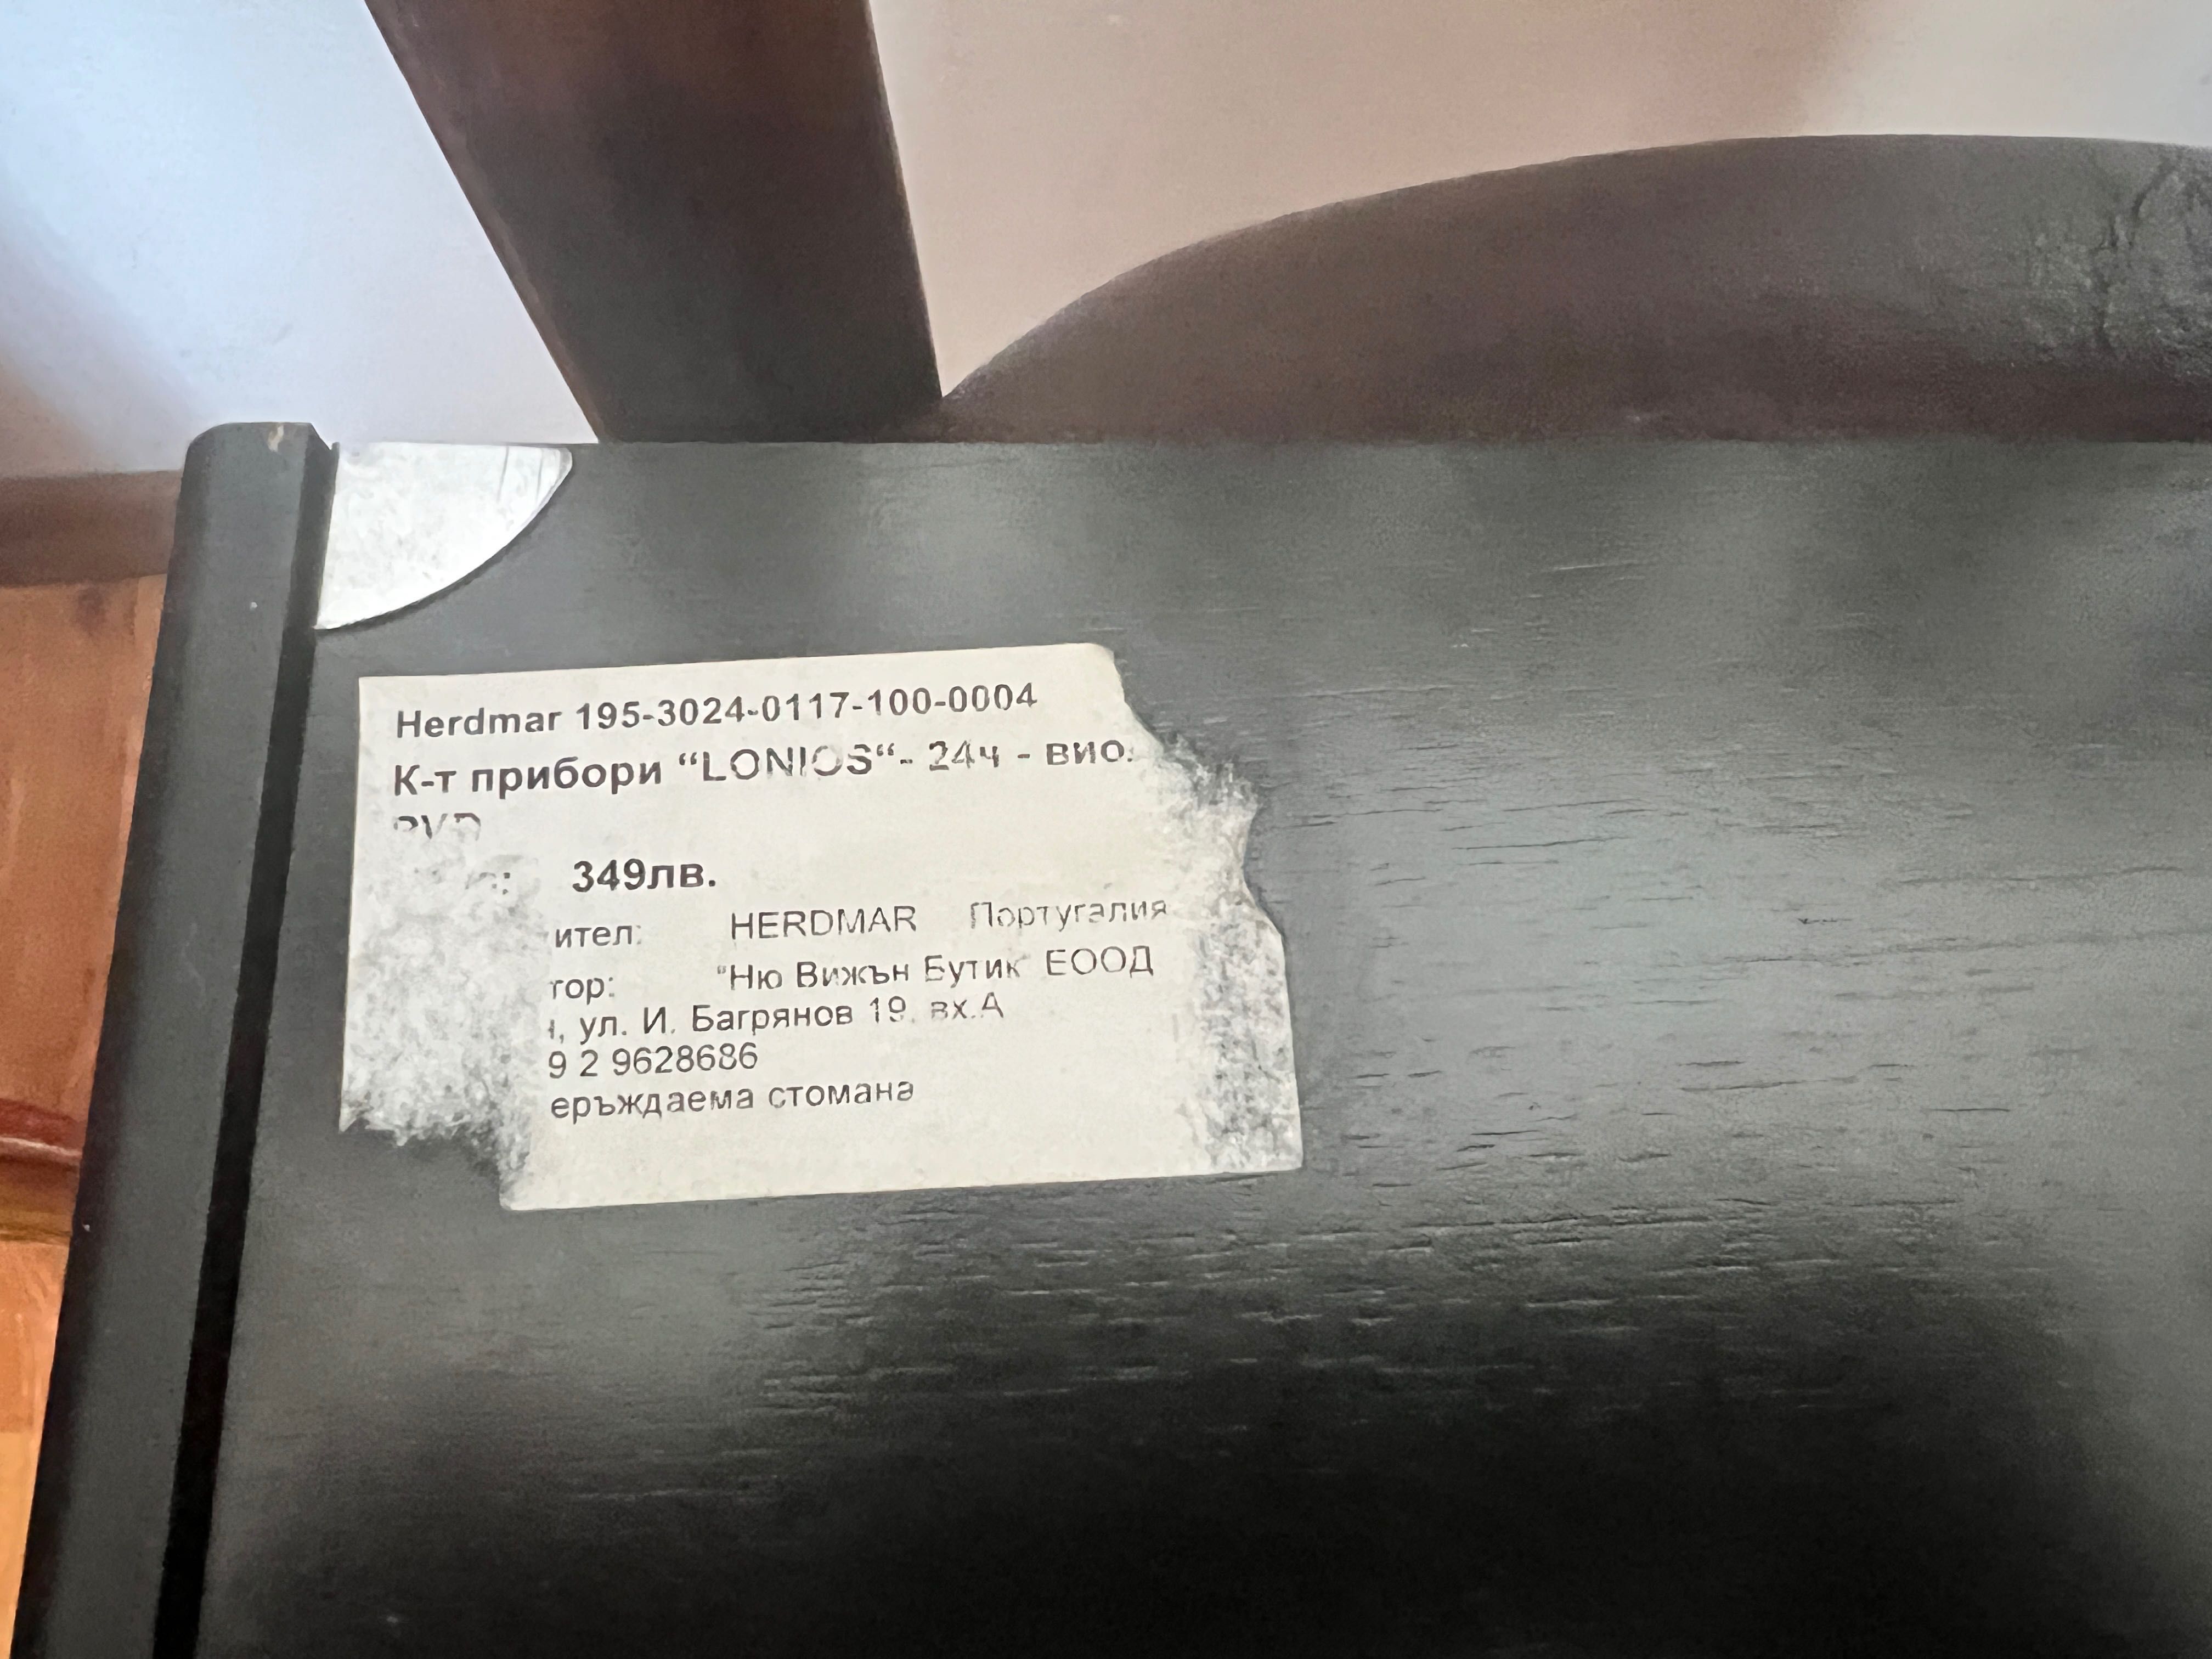 Herdmar 195-3024-0117-100-0004
К-т прибори “LONIOS“- 24ч - вио.
PVD
349лв.
ител: HERDMAR Португалия
тор: "Ню Вижън Бутик" ЕООД
, ул. И. Багрянов 19, вх.А
9 2 9628686
еръждаема стомана